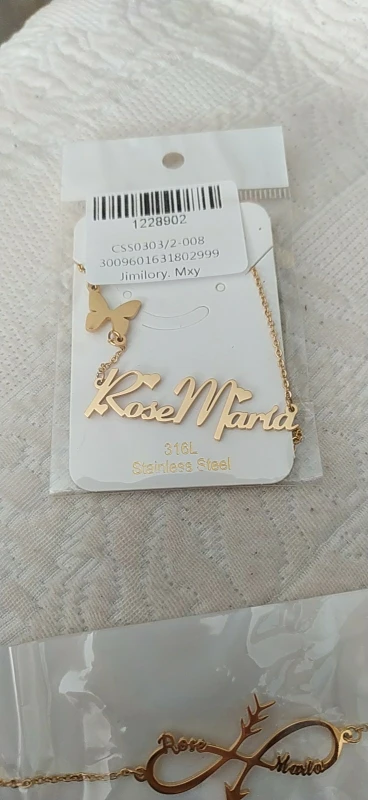 1228902
CSS0303/2-008
3009601631802999
Jimilory. Mxy
RoseMaria
316L
Stainless Steel
Rose Maria